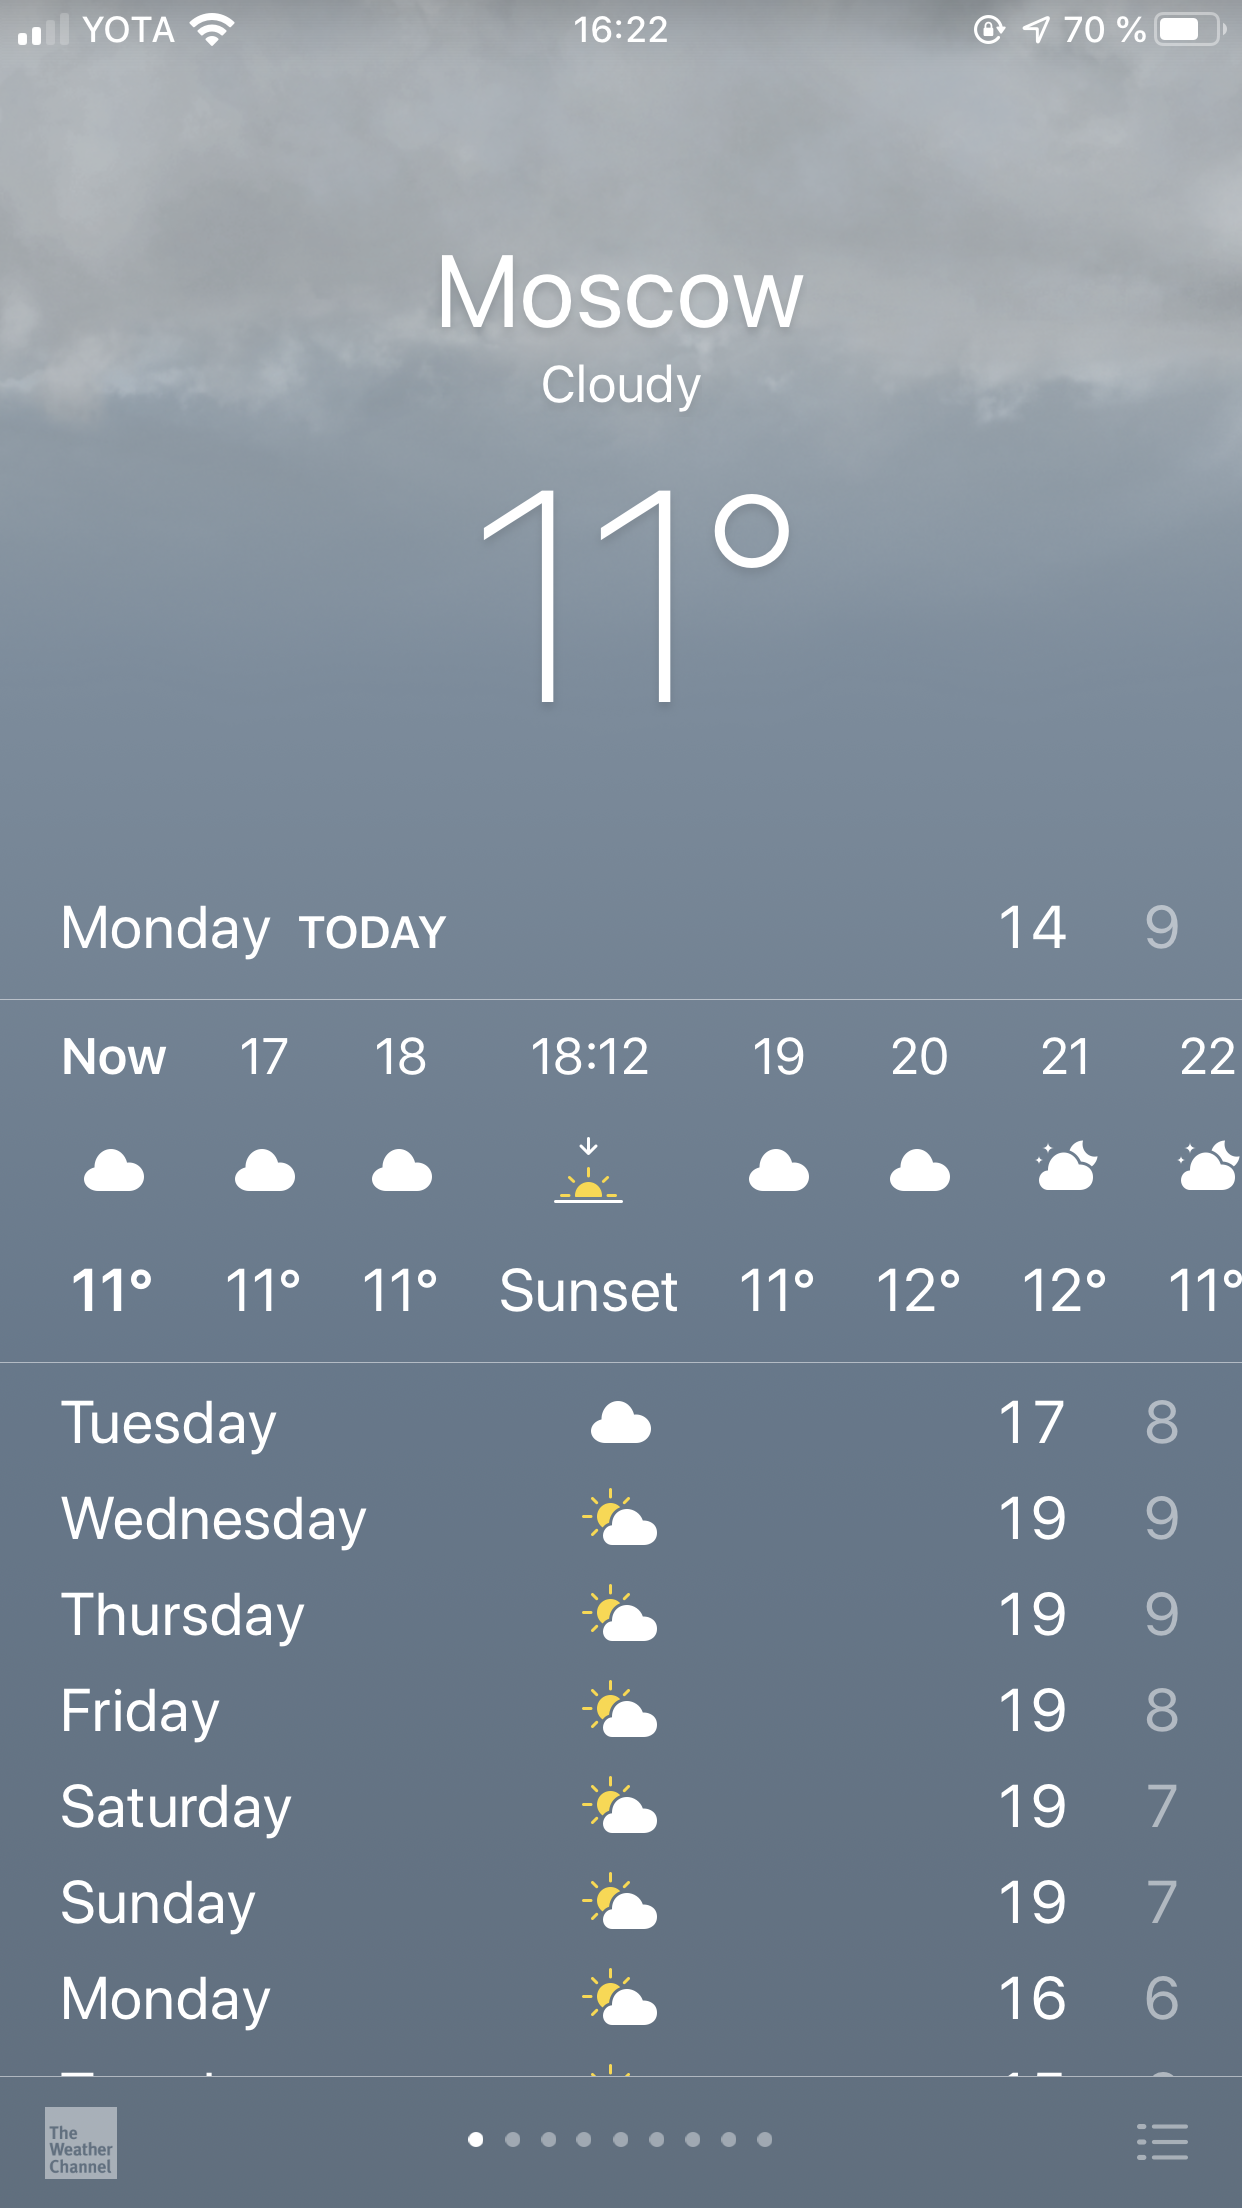 YOTA 16:22 70 %
Moscow
Cloudy
11°
Monday TODAY 14 9
Now 17 18 18:12 19 20 21 22
11° 11° 11° Sunset 11° 12° 12° 11°
Tuesday 17 8
Wednesday 19 9
Thursday 19 9
Friday 19 8
Saturday 19 7
Sunday 19 7
Monday 16 6
The
Weather
Channel